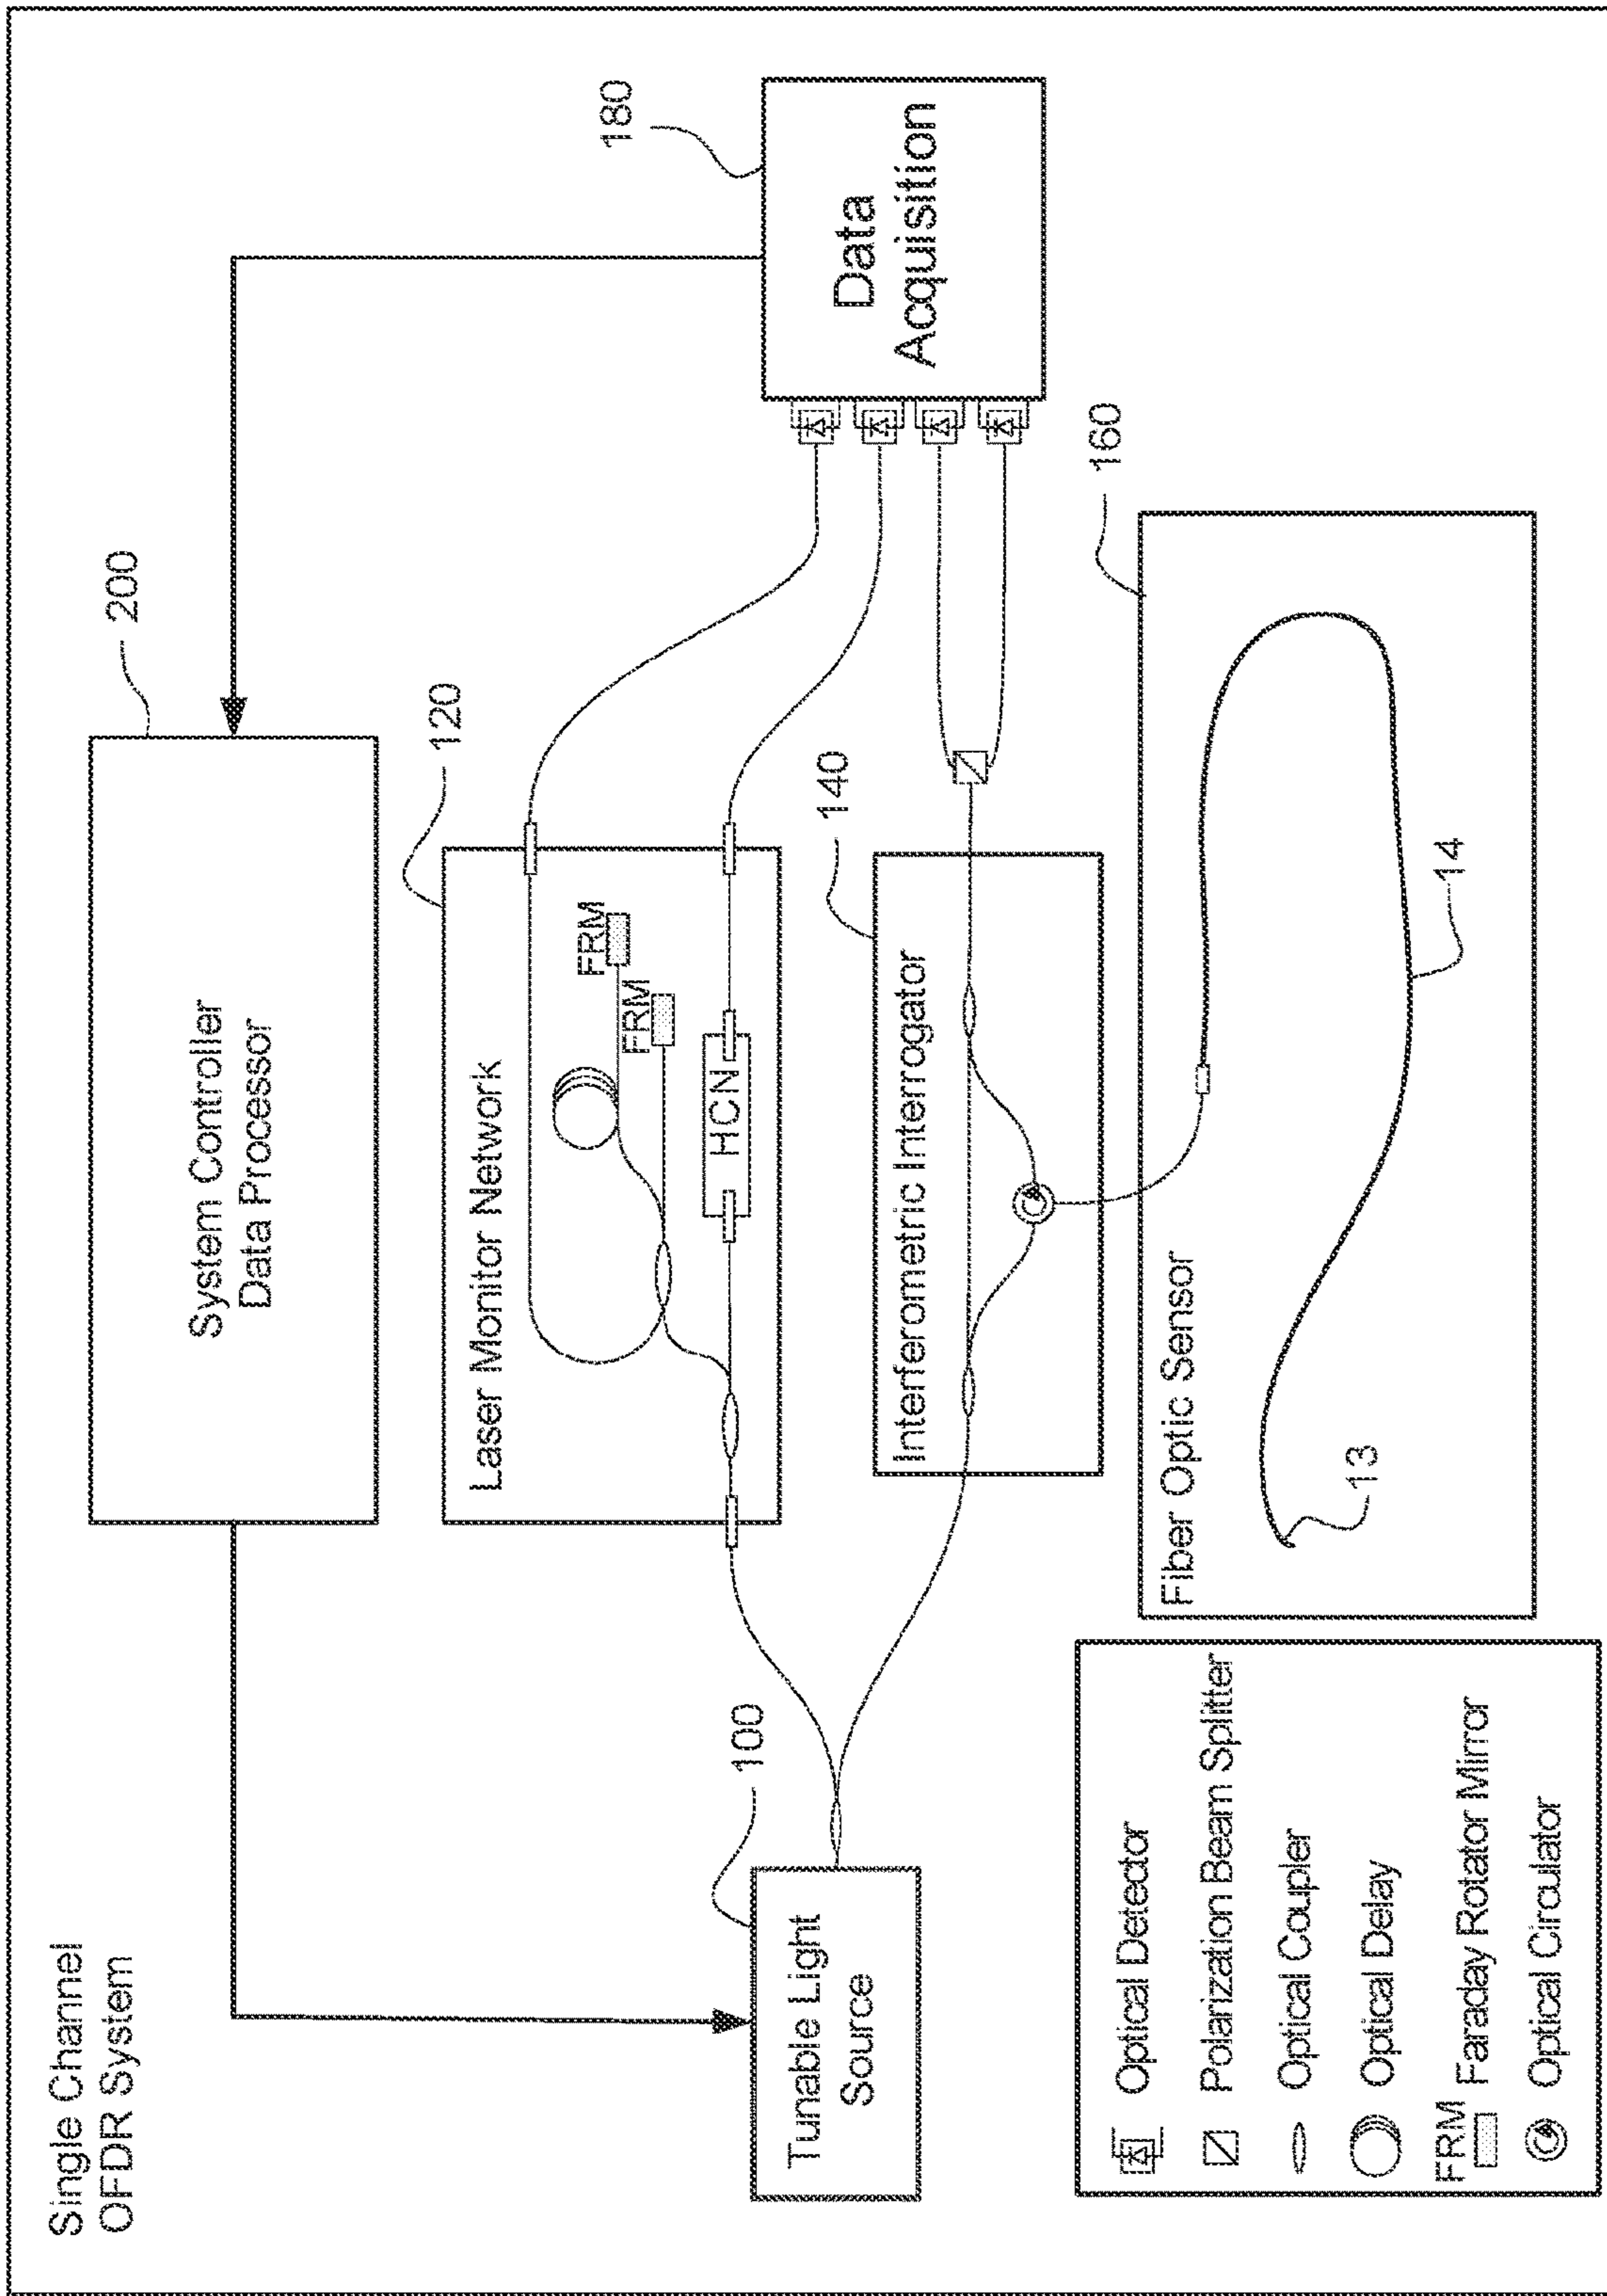 Single Channel
OFDR System
System Controller
Data Processor
200
Laser Monitor Network
120
FRM
FRM
HCN
180
Data
Acquisition
100
Tunable Light
Source
Interferometric Interrogator
140
Fiber Optic Sensor
160
13
14
Optical Detector
Polarization Beam Splitter
Optical Coupler
Optical Delay
FRM
Faraday Rotator Mirror
Optical Circulator